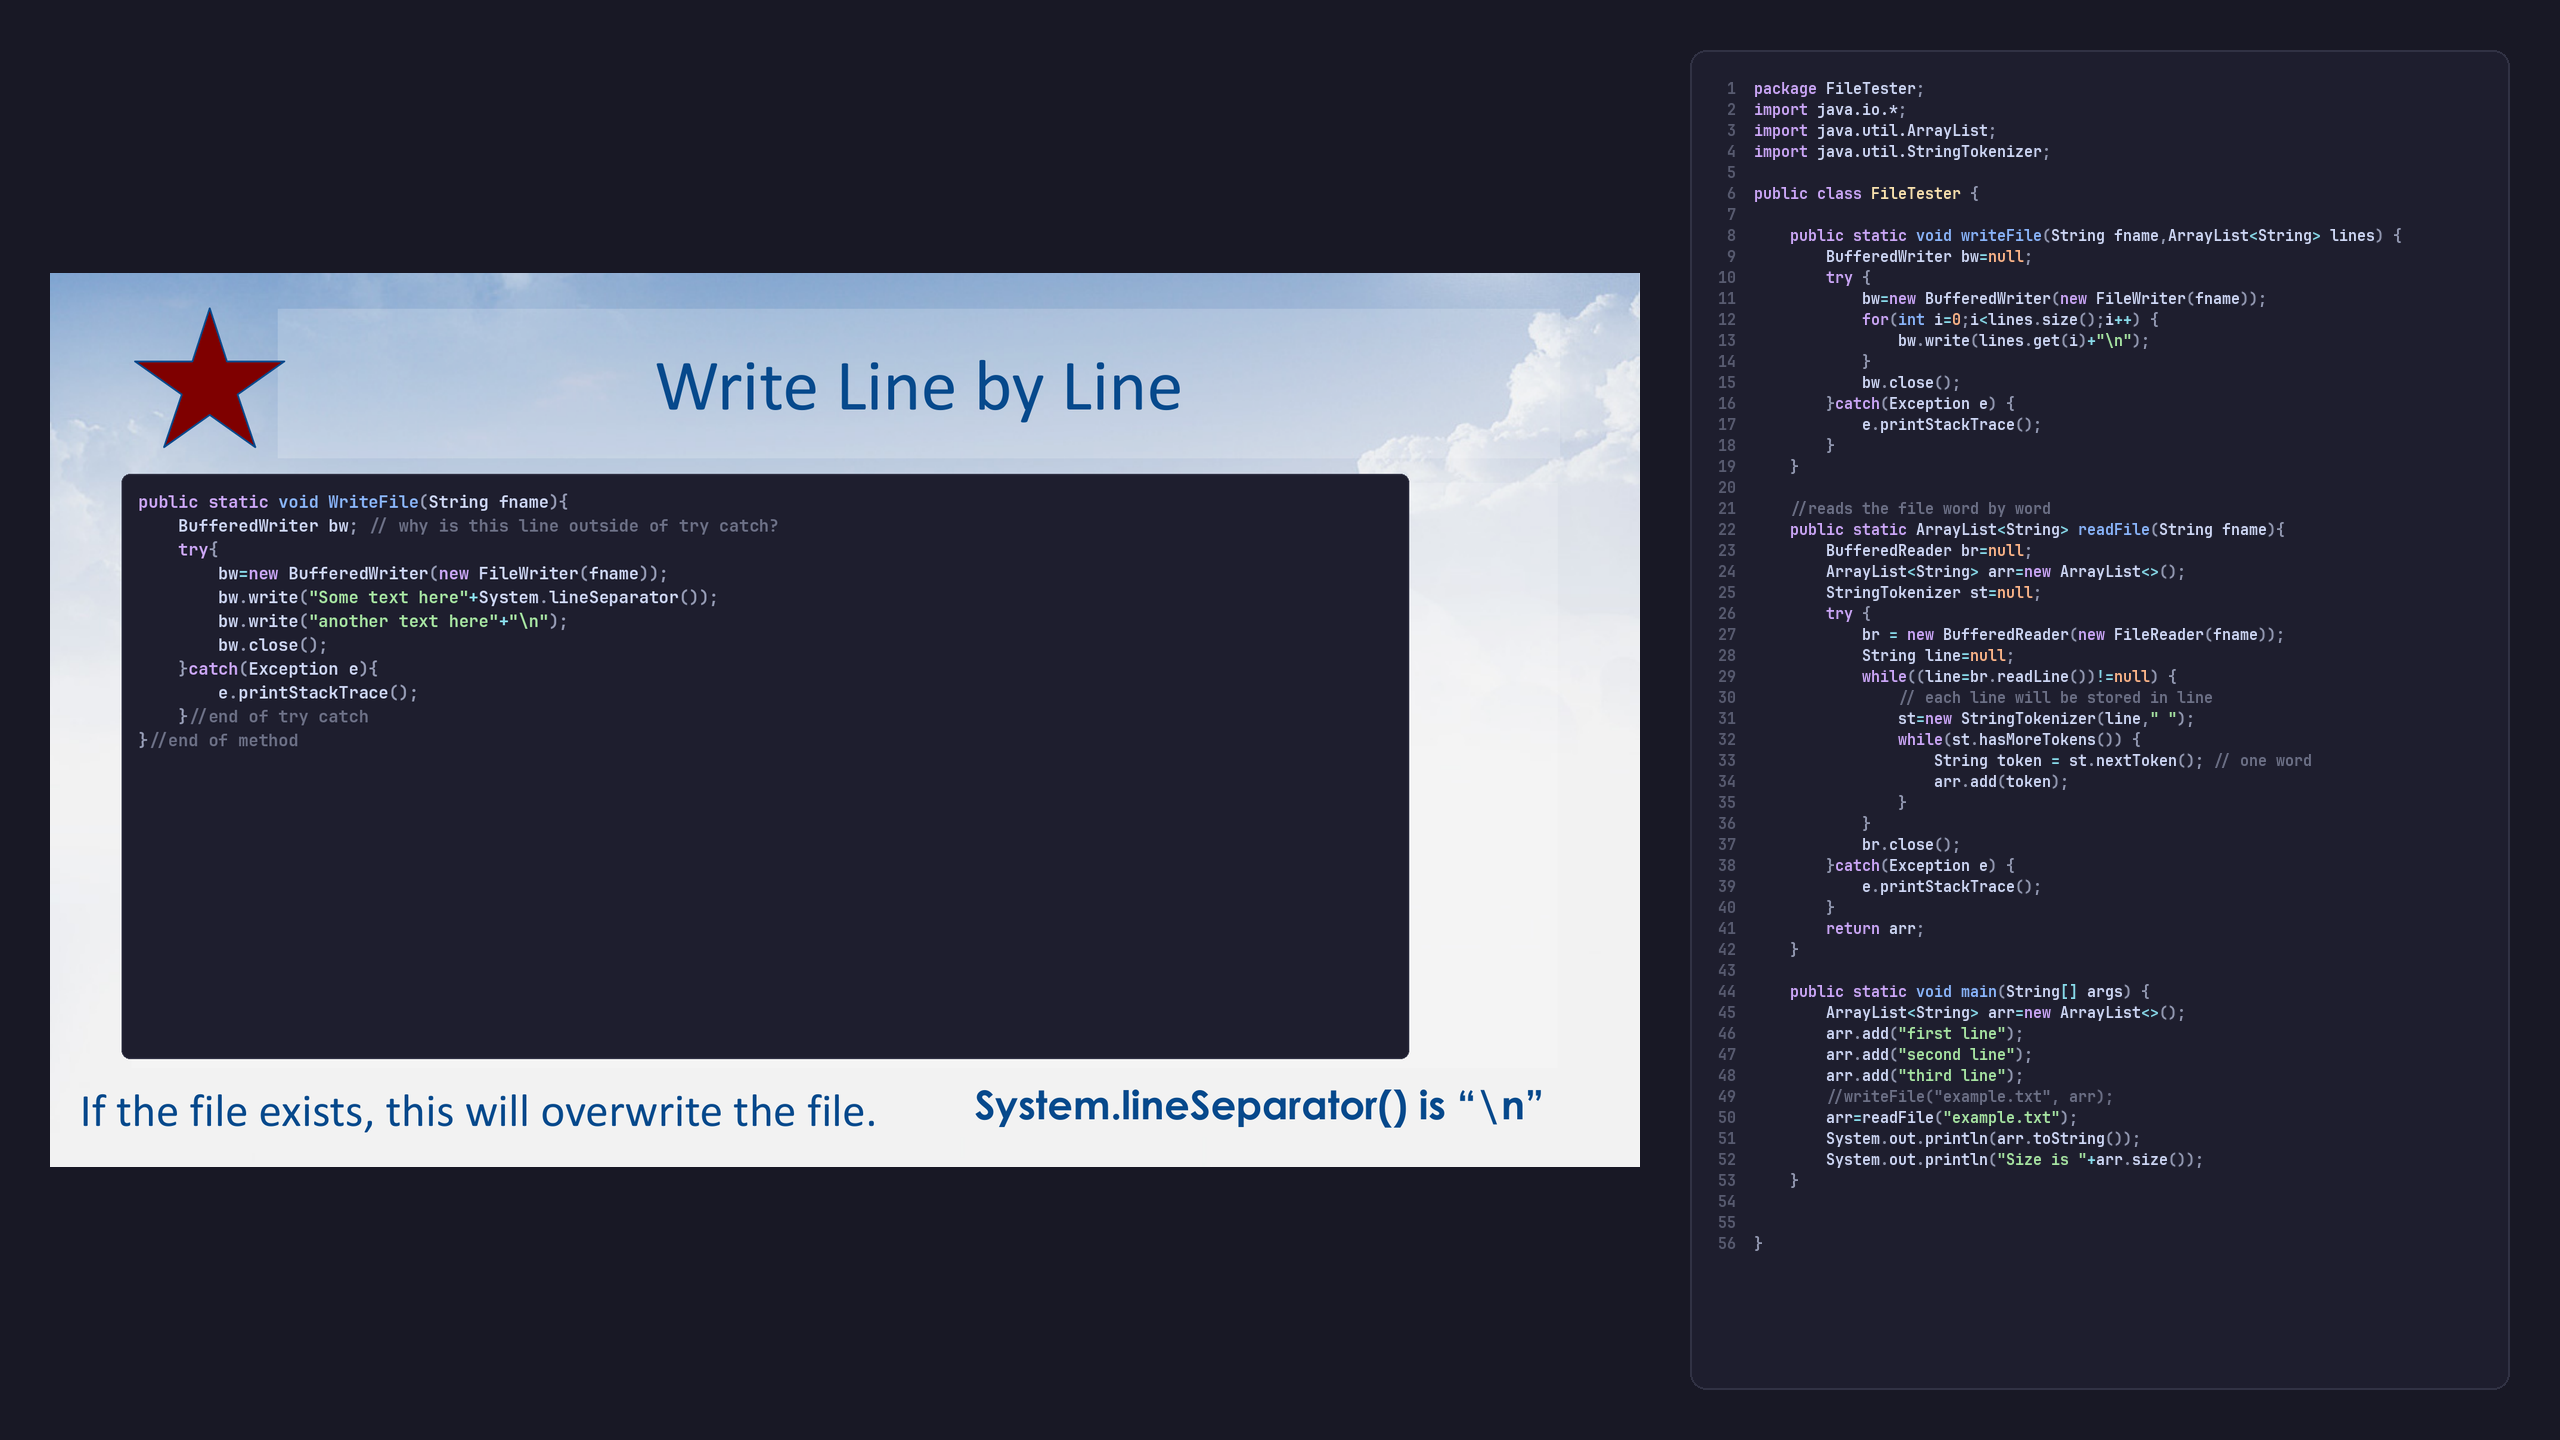 Write Line by Line
public static void WriteFile(String fname){
    BufferedWriter bw; // why is this line outside of try catch?
    try{
        bw=new BufferedWriter(new FileWriter(fname));
        bw.write("Some text here"+System.lineSeparator());
        bw.write("another text here"+"\n");
        bw.close();
    }catch(Exception e){
        e.printStackTrace();
    }//end of try catch
}//end of method
If the file exists, this will overwrite the file.
System.lineSeparator() is “\n”
1 package FileTester;
2 import java.io.*;
3 import java.util.ArrayList;
4 import java.util.StringTokenizer;
5
6 public class FileTester {
7
8     public static void writeFile(String fname,ArrayList<String> lines) {
9         BufferedWriter bw=null;
10         try {
11             bw=new BufferedWriter(new FileWriter(fname));
12             for(int i=0;i<lines.size();i++) {
13                 bw.write(lines.get(i)+"\n");
14             }
15             bw.close();
16         }catch(Exception e) {
17             e.printStackTrace();
18         }
19     }
20
21     //reads the file word by word
22     public static ArrayList<String> readFile(String fname){
23         BufferedReader br=null;
24         ArrayList<String> arr=new ArrayList<>();
25         StringTokenizer st=null;
26         try {
27             br = new BufferedReader(new FileReader(fname));
28             String line=null;
29             while((line=br.readLine())!=null) {
30                 // each line will be stored in line
31                 st=new StringTokenizer(line," ");
32                 while(st.hasMoreTokens()) {
33                     String token = st.nextToken(); // one word
34                     arr.add(token);
35                 }
36             }
37             br.close();
38         }catch(Exception e) {
39             e.printStackTrace();
40         }
41         return arr;
42     }
43
44     public static void main(String[] args) {
45         ArrayList<String> arr=new ArrayList<>();
46         arr.add("first line");
47         arr.add("second line");
48         arr.add("third line");
49         //writeFile("example.txt", arr);
50         arr=readFile("example.txt");
51         System.out.println(arr.toString());
52         System.out.println("Size is "+arr.size());
53     }
54
55
56 }